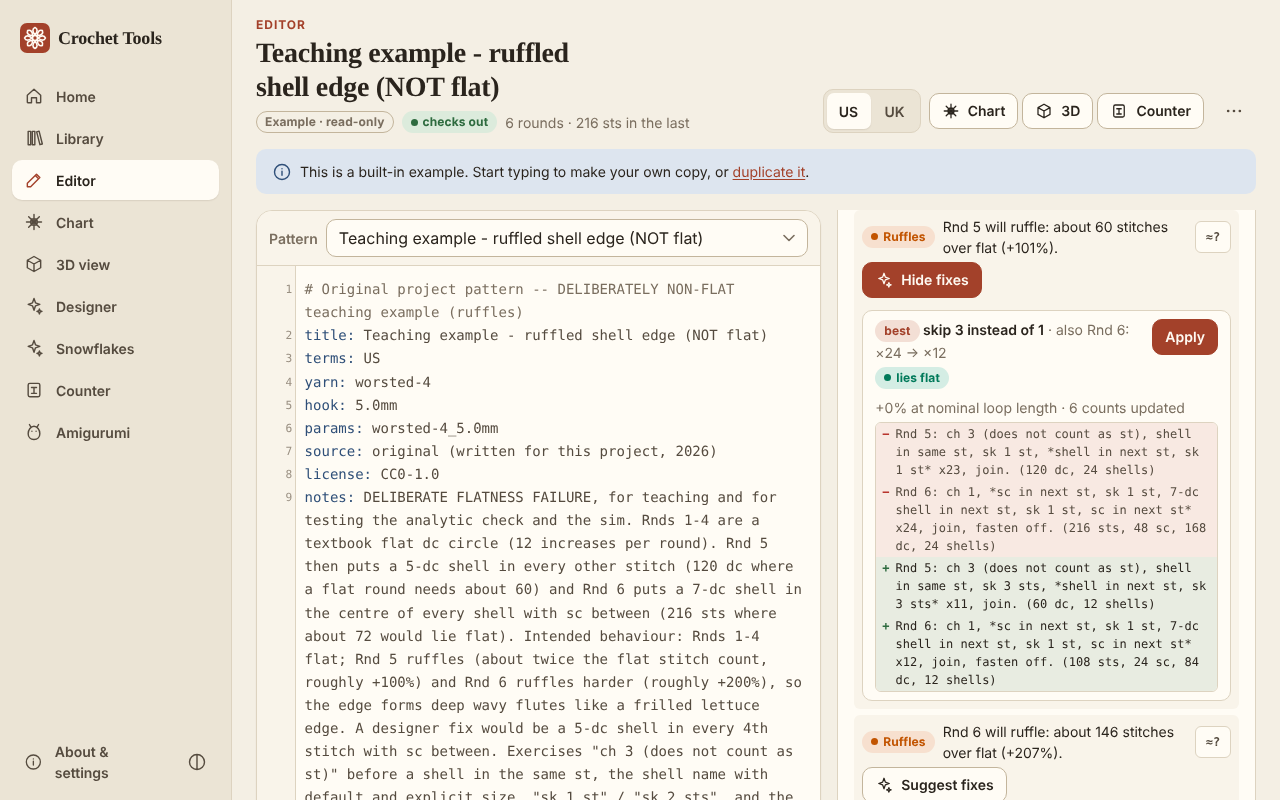 Crochet Tools
Home
Library
Editor
Chart
3D view
Designer
Snowflakes
Counter
Amigurumi
About &
settings
EDITOR
Teaching example - ruffled
shell edge (NOT flat)
Example · read-only
checks out
6 rounds · 216 sts in the last
US
UK
Chart
3D
Counter
···
This is a built-in example. Start typing to make your own copy, or duplicate it.
Pattern
Teaching example - ruffled shell edge (NOT flat)
1 # Original project pattern -- DELIBERATELY NON-FLAT
teaching example (ruffles)
2 title: Teaching example - ruffled shell edge (NOT flat)
3 terms: US
4 yarn: worsted-4
5 hook: 5.0mm
6 params: worsted-4_5.0mm
7 source: original (written for this project, 2026)
8 license: CC0-1.0
9 notes: DELIBERATE FLATNESS FAILURE, for teaching and for
testing the analytic check and the sim. Rnds 1-4 are a
textbook flat dc circle (12 increases per round). Rnd 5
then puts a 5-dc shell in every other stitch (120 dc where
a flat round needs about 60) and Rnd 6 puts a 7-dc shell in
the centre of every shell with sc between (216 sts where
about 72 would lie flat). Intended behaviour: Rnds 1-4
flat; Rnd 5 ruffles (about twice the flat stitch count,
roughly +100%) and Rnd 6 ruffles harder (roughly +200%), so
the edge forms deep wavy flutes like a frilled lettuce
edge. A designer fix would be a 5-dc shell in every 4th
stitch with sc between. Exercises "ch 3 (does not count as
st)" before a shell in the same st, the shell name with
default and explicit size, "sk 1 st" / "sk 2 sts", and the
Ruffles
Rnd 5 will ruffle: about 60 stitches
over flat (+101%).
≈?
Hide fixes
best skip 3 instead of 1 · also Rnd 6:
×24 → ×12
Apply
lies flat
+0% at nominal loop length · 6 counts updated
− Rnd 5: ch 3 (does not count as st), shell
in same st, sk 1 st, *shell in next st, sk
1 st* x23, join. (120 dc, 24 shells)
− Rnd 6: ch 1, *sc in next st, sk 1 st, 7-dc
shell in next st, sk 1 st, sc in next st*
x24, join, fasten off. (216 sts, 48 sc, 168
dc, 24 shells)
+ Rnd 5: ch 3 (does not count as st), shell
in same st, sk 3 sts, *shell in next st, sk
3 sts* x11, join. (60 dc, 12 shells)
+ Rnd 6: ch 1, *sc in next st, sk 1 st, 7-dc
shell in next st, sk 1 st, sc in next st*
x12, join, fasten off. (108 sts, 24 sc, 84
dc, 12 shells)
Ruffles
Rnd 6 will ruffle: about 146 stitches
over flat (+207%).
≈?
Suggest fixes